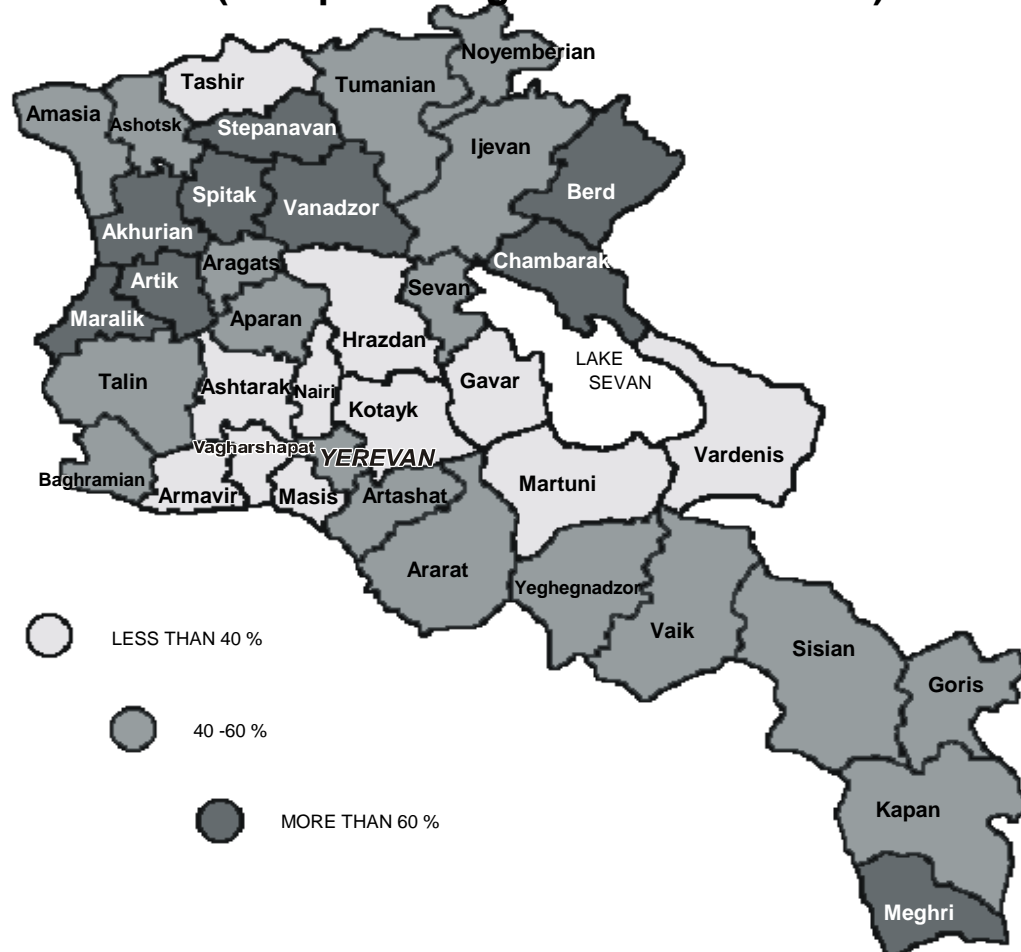 Noyemberian
Tashir
Tumanian
Amasia
Ashotsk
Stepanavan
Ijevan
Berd
Spitak
Vanadzor
Akhurian
Chambarak
Aragats
Artik
Sevan
Maralik
Aparan
Hrazdan
LAKE
SEVAN
Talin
Ashtarak
Nairi
Gavar
Kotayk
Vagharshapat
YEREVAN
Vardenis
Baghramian
Armavir
Masis
Artashat
Martuni
Ararat
Yeghegnadzor
Vaik
LESS THAN 40 %
Sisian
Goris
40 -60 %
Kapan
MORE THAN 60 %
Meghri